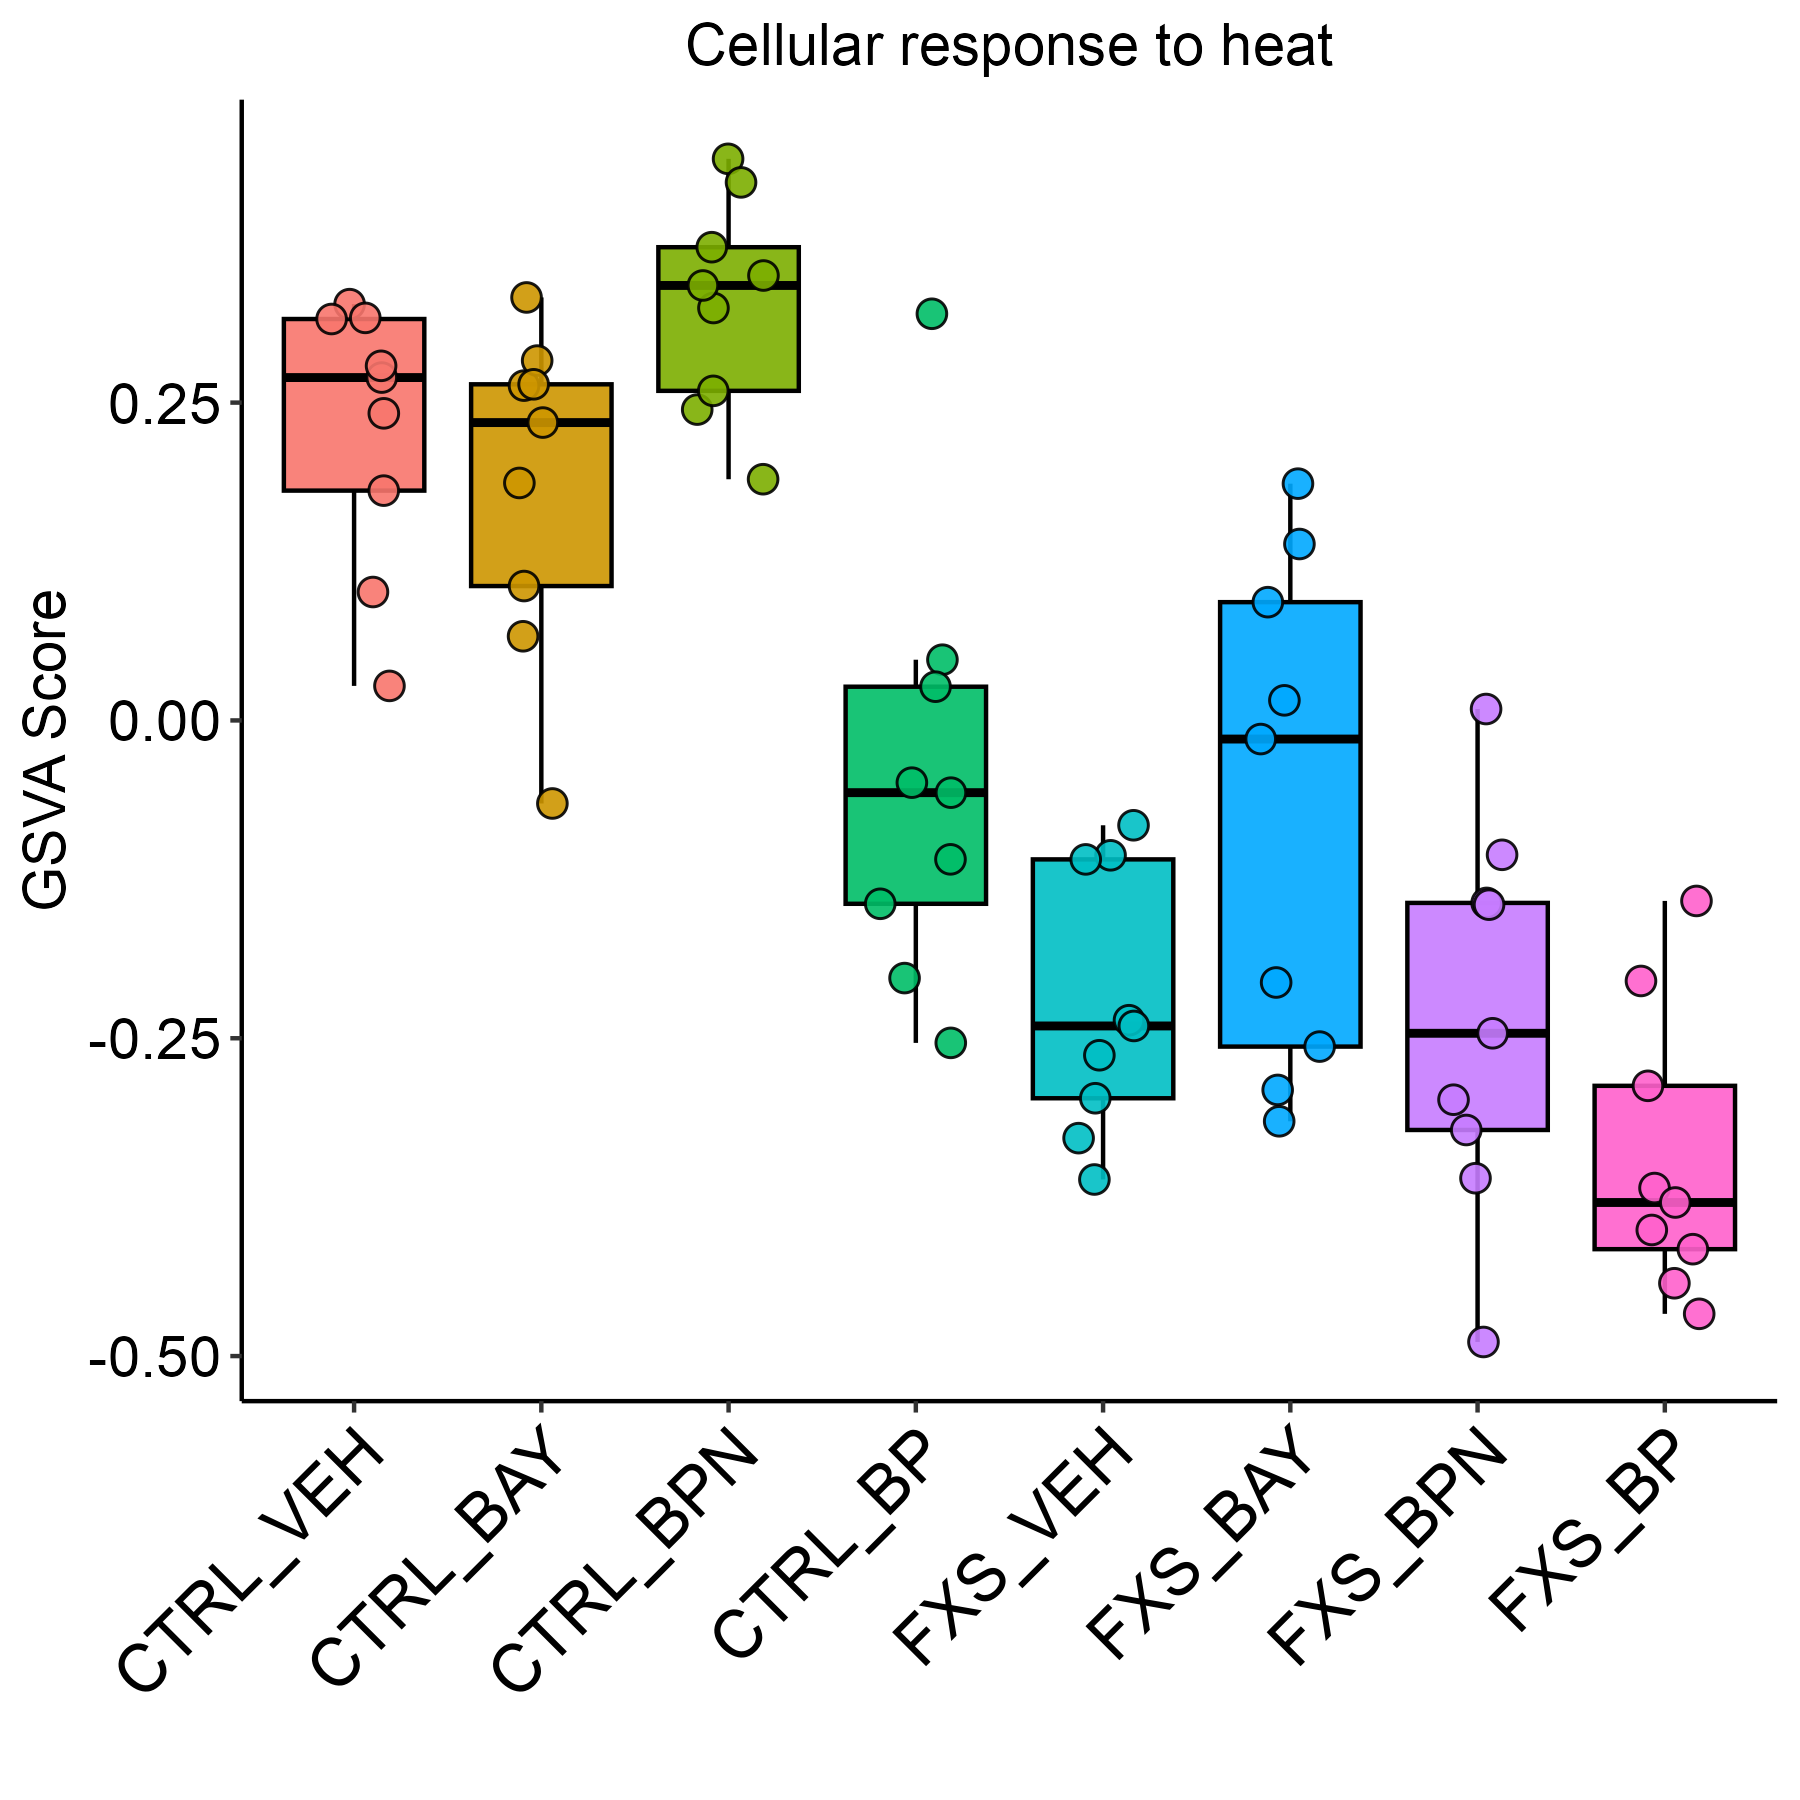 Cellular response to heat
GSVA Score
0.25
0.00
-0.25
-0.50
CTRL_VEH
CTRL_BAY
CTRL_BPN
CTRL_BP
FXS_VEH
FXS_BAY
FXS_BPN
FXS_BP